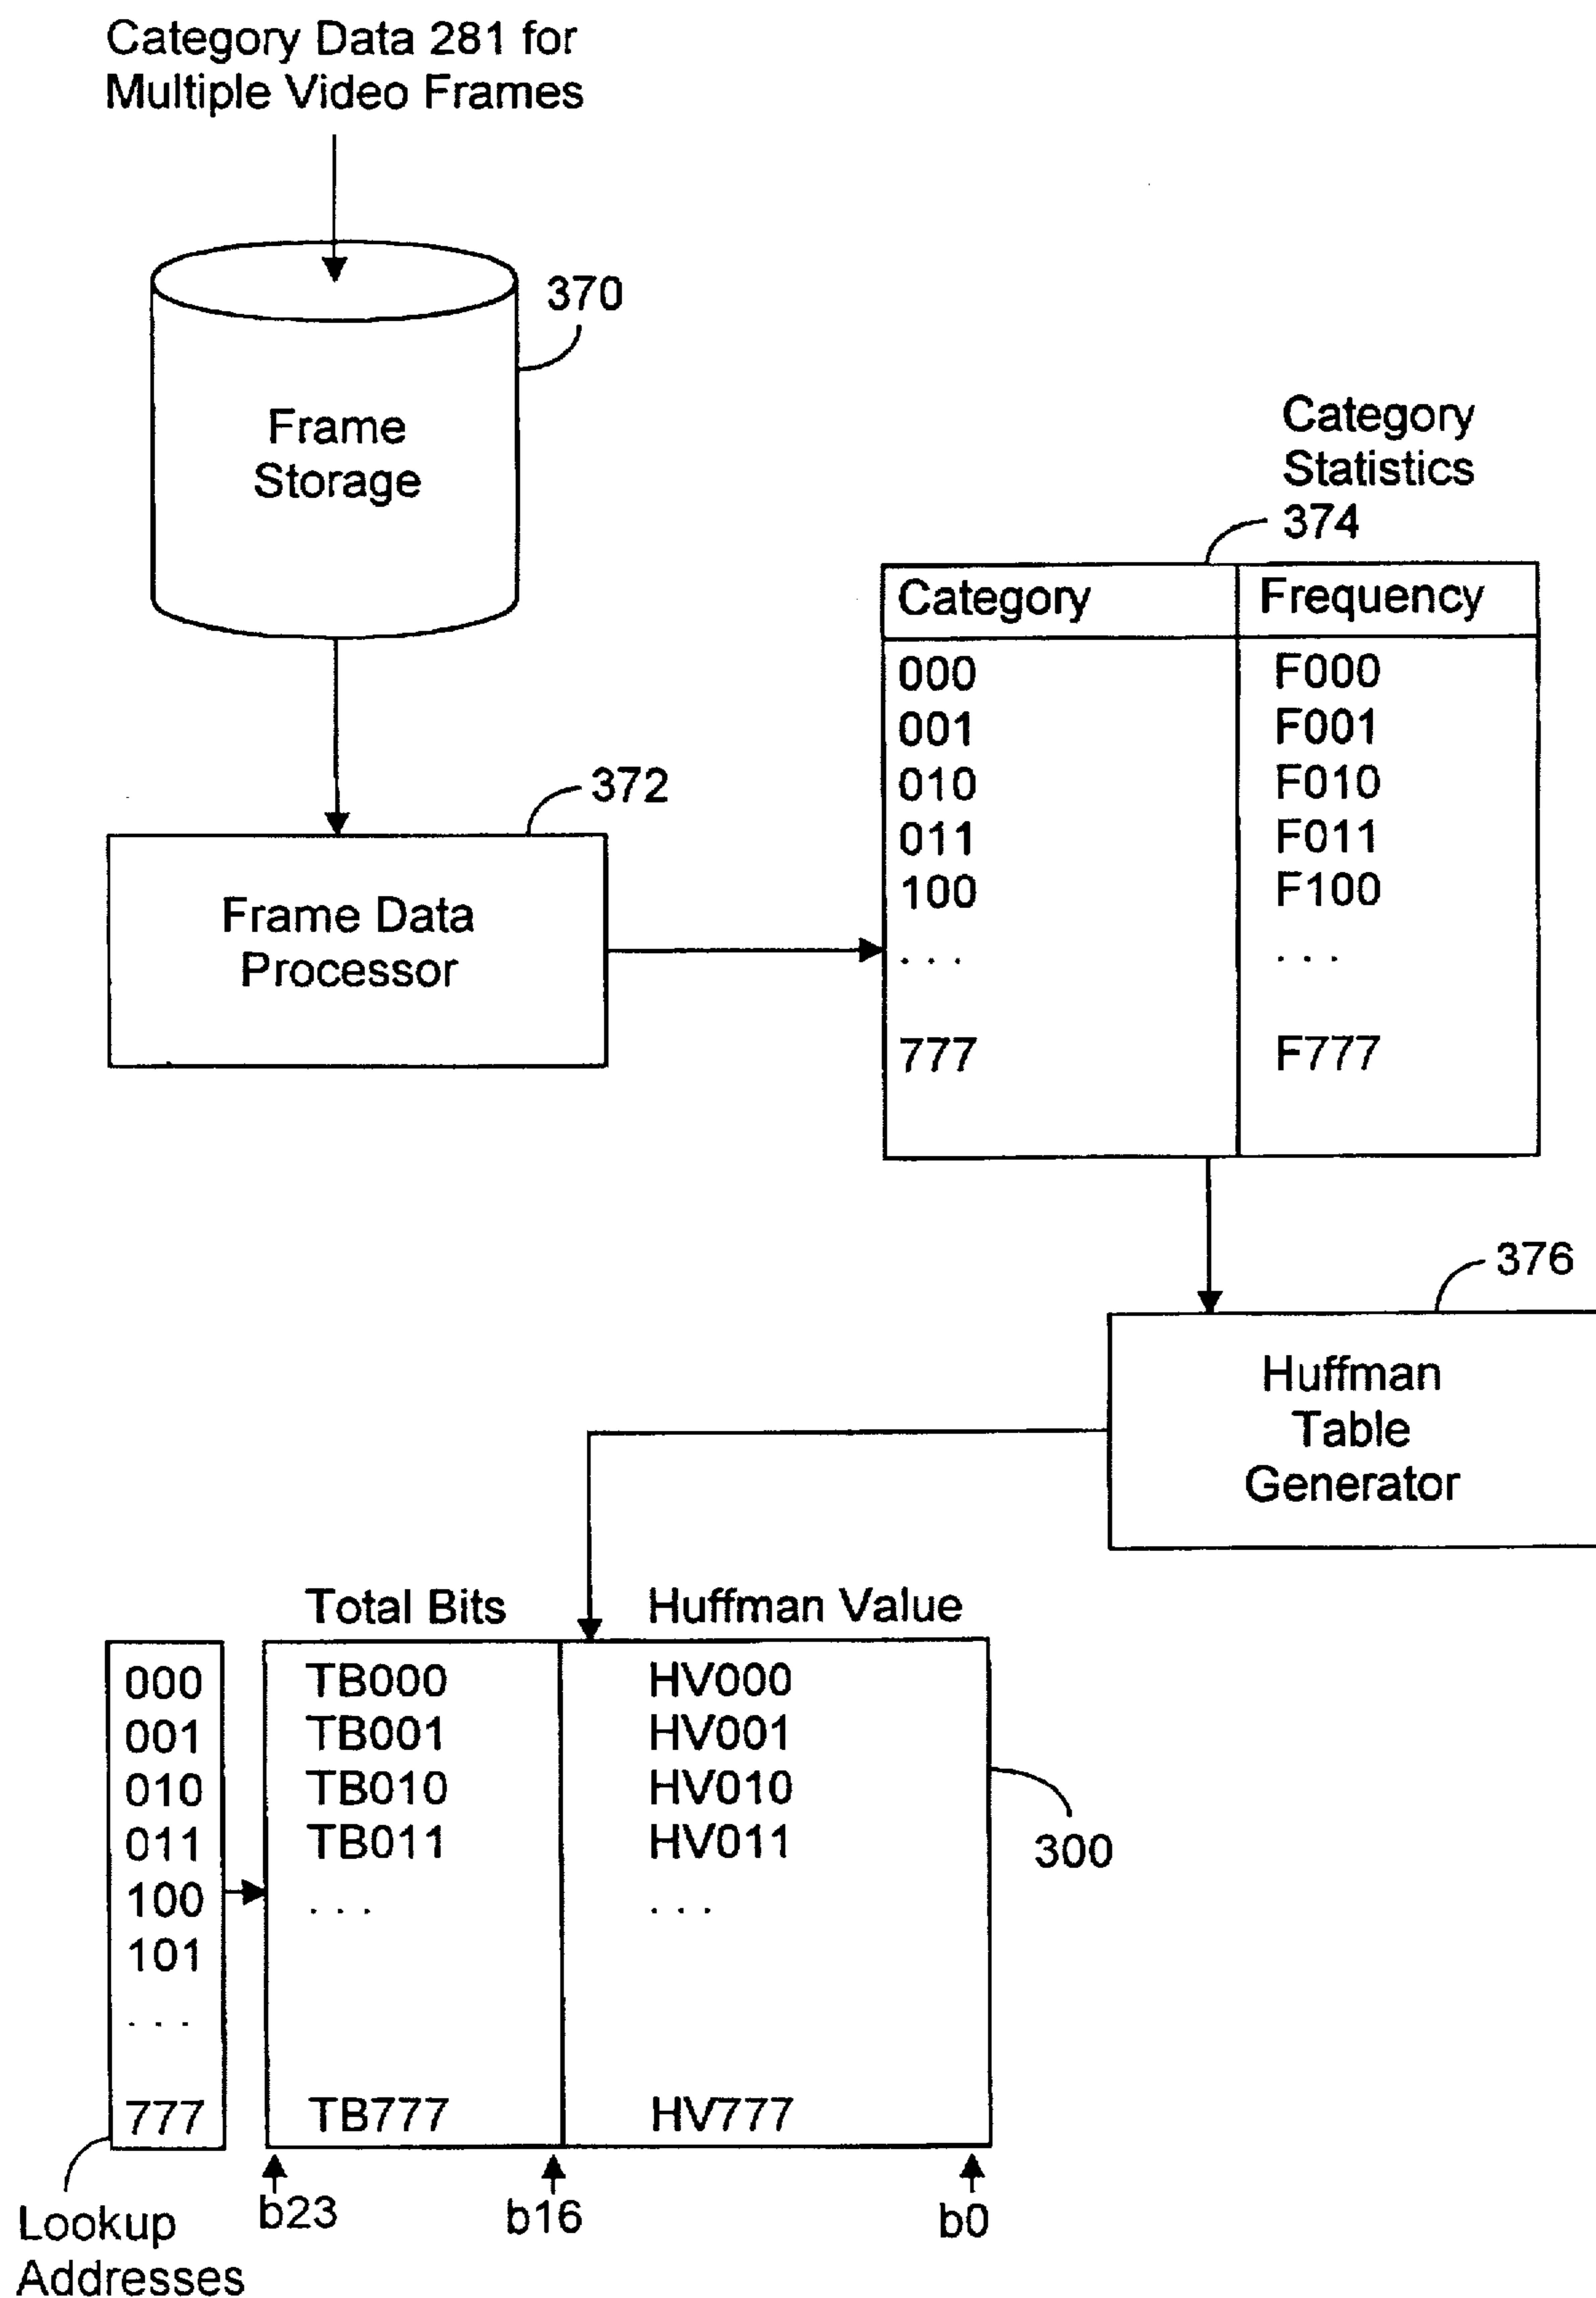 Category Data 281 for
Multiple Video Frames
370
Frame
Storage
Category
Statistics
374
372
Frame Data
Processor
Category Frequency
000 F000
001 F001
010 F010
011 F011
100 F100
. . . . . .
777 F777
376
Huffman
Table
Generator
Total Bits Huffman Value
000 TB000 HV000
001 TB001 HV001
010 TB010 HV010
011 TB011 HV011
100 . . . . . .
101
. . .
777 TB777 HV777
300
b23 b16 b0
Lookup
Addresses